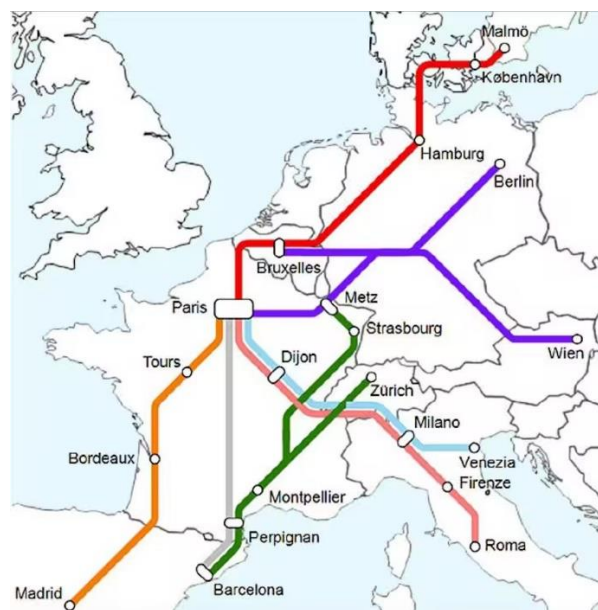 Malmö
København
Hamburg
Berlin
Bruxelles
Paris
Metz
Strasbourg
Wien
Tours
Dijon
Zürich
Milano
Bordeaux
Venezia
Firenze
Montpellier
Perpignan
Roma
Madrid
Barcelona